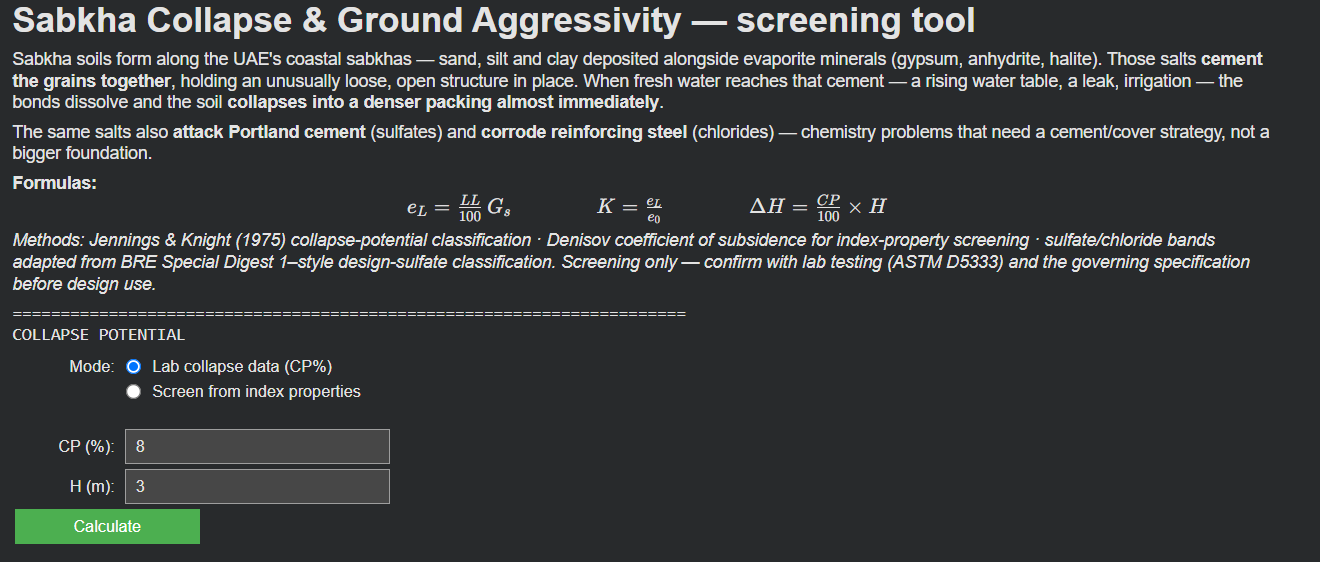 Sabkha Collapse & Ground Aggressivity — screening tool
Sabkha soils form along the UAE's coastal sabkhas — sand, silt and clay deposited alongside evaporite minerals (gypsum, anhydrite, halite). Those salts cement
the grains together, holding an unusually loose, open structure in place. When fresh water reaches that cement — a rising water table, a leak, irrigation — the
bonds dissolve and the soil collapses into a denser packing almost immediately.
The same salts also attack Portland cement (sulfates) and corrode reinforcing steel (chlorides) — chemistry problems that need a cement/cover strategy, not a
bigger foundation.
Formulas:
e_L = LL/100 G_s    K = e_L/e_0    ΔH = CP/100 × H
Methods: Jennings & Knight (1975) collapse-potential classification · Denisov coefficient of subsidence for index-property screening · sulfate/chloride bands
adapted from BRE Special Digest 1–style design-sulfate classification. Screening only — confirm with lab testing (ASTM D5333) and the governing specification
before design use.
======================================================================
COLLAPSE POTENTIAL
Mode: Lab collapse data (CP%)
Screen from index properties
CP (%): 8
H (m): 3
Calculate